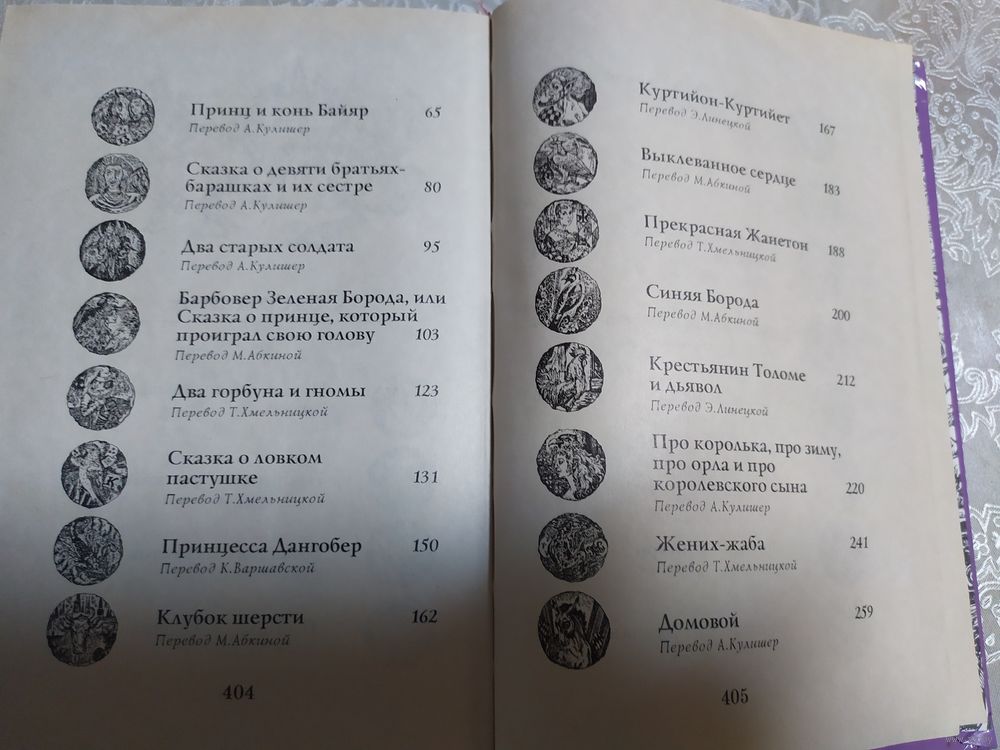 Принц и конь Байяр 65
Перевод А.Кулишер
Сказка о девяти братьях-
барашках и их сестре 80
Перевод А.Кулишер
Два старых солдата 95
Перевод А.Кулишер
Барбовер Зеленая Борода, или
Сказка о принце, который
проиграл свою голову 103
Перевод М.Абкиной
Два горбуна и гномы 123
Перевод Т.Хмельницкой
Сказка о ловком
пастушке 131
Перевод Т.Хмельницкой
Принцесса Дангобер 150
Перевод К.Варшавской
Клубок шерсти 162
Перевод М.Абкиной
404
Куртийон-Куртийет 167
Перевод Э.Линецкой
Выклеванное сердце 183
Перевод М.Абкиной
Прекрасная Жанетон 188
Перевод Т.Хмельницкой
Синяя Борода 200
Перевод М.Абкиной
Крестьянин Толоме 212
и дьявол
Перевод Э.Линецкой
Про королька, про зиму,
про орла и про
королевского сына 220
Перевод А.Кулишер
Жених-жаба 241
Перевод Т.Хмельницкой
Домовой 259
Перевод А.Кулишер
405